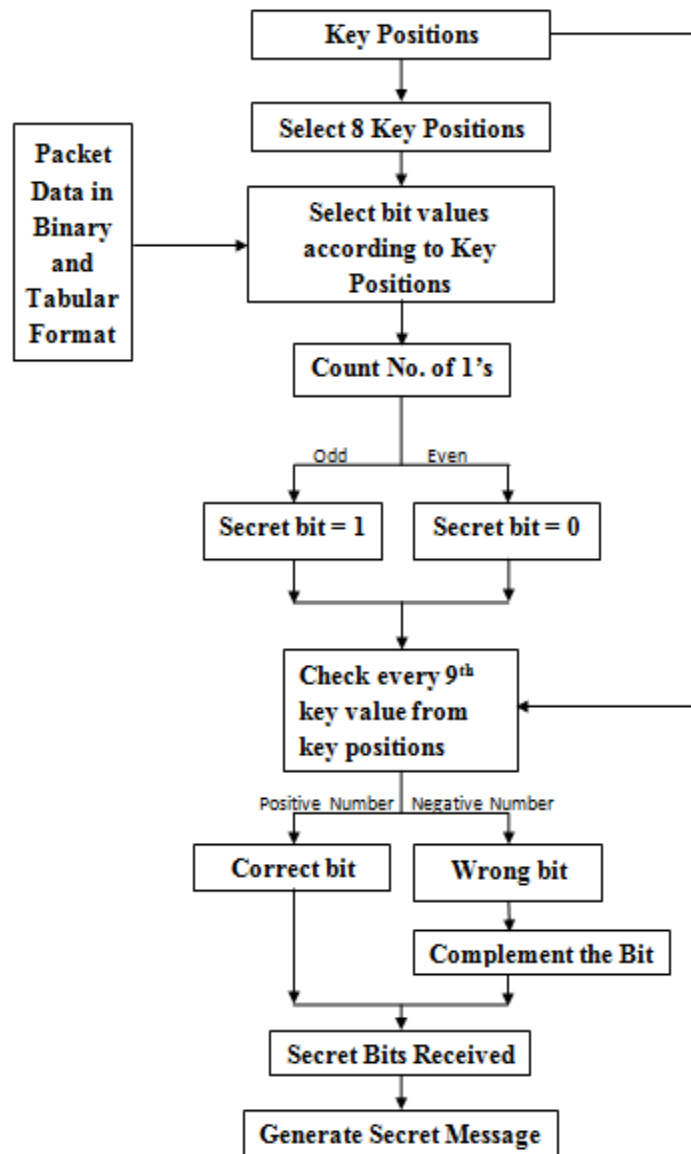 Key Positions
Select 8 Key Positions
Packet
Data in
Binary
and
Tabular
Format
Select bit values
according to Key
Positions
Count No. of 1’s
Odd
Even
Secret bit = 1
Secret bit = 0
Check every 9th
key value from
key positions
Positive Number
Negative Number
Correct bit
Wrong bit
Complement the Bit
Secret Bits Received
Generate Secret Message